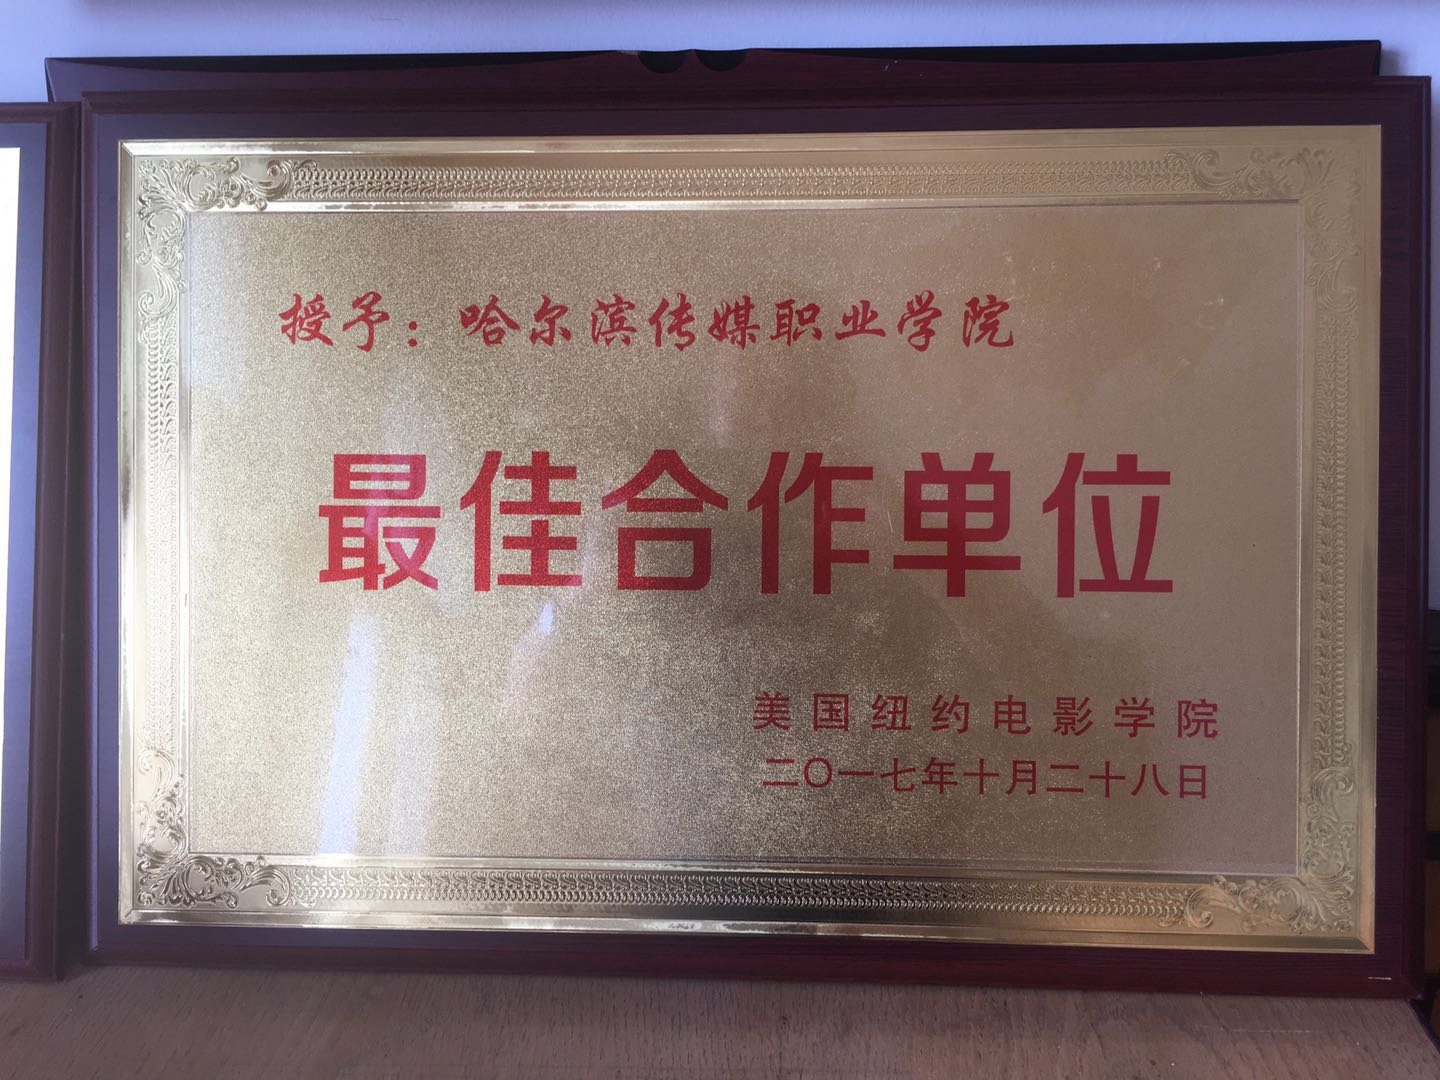 授予：哈尔滨传媒职业学院
最佳合作单位
美国纽约电影学院
二〇一七年十月二十八日